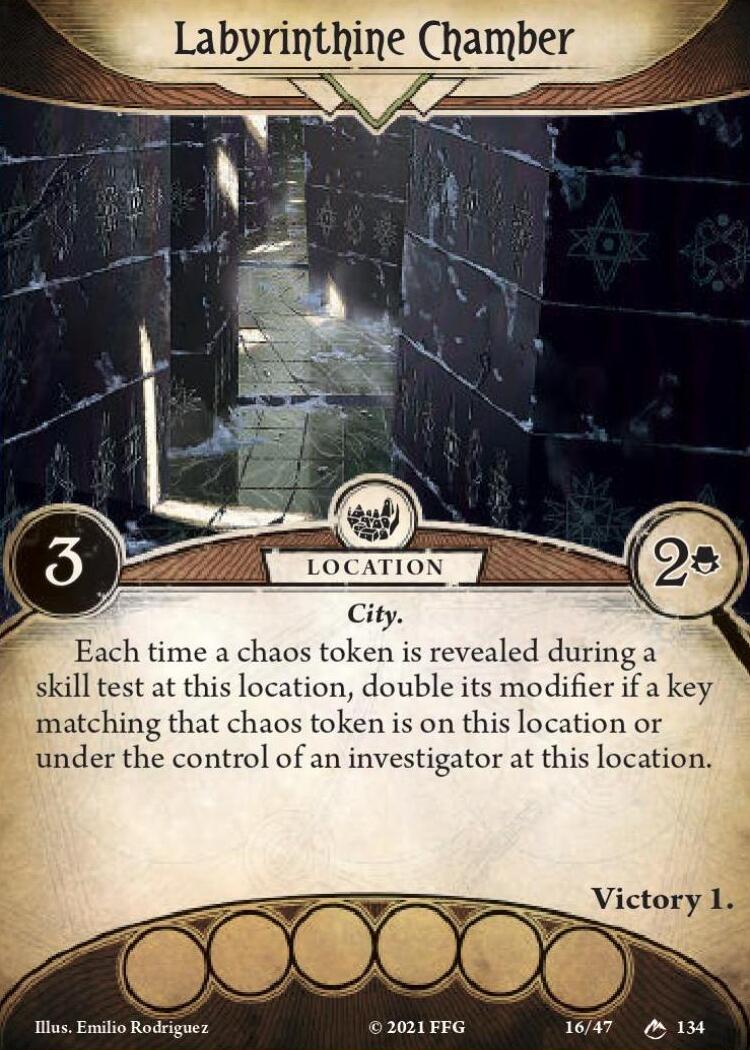 Labyrinthine Chamber
3
2
LOCATION
City.
Each time a chaos token is revealed during a
skill test at this location, double its modifier if a key
matching that chaos token is on this location or
under the control of an investigator at this location.
Victory 1.
Illus. Emilio Rodriguez © 2021 FFG 16/47 134